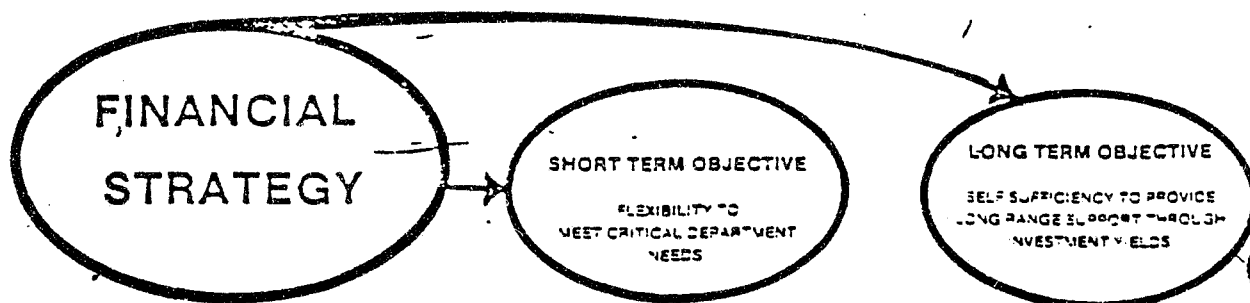 FINANCIAL
STRATEGY
SHORT TERM OBJECTIVE
FLEXIBILITY TO
MEET CRITICAL DEPARTMENT
NEEDS
LONG TERM OBJECTIVE
SELF SUFFICIENCY TO PROVIDE
LONG RANGE SUPPORT THROUGH
INVESTMENT YIELDS